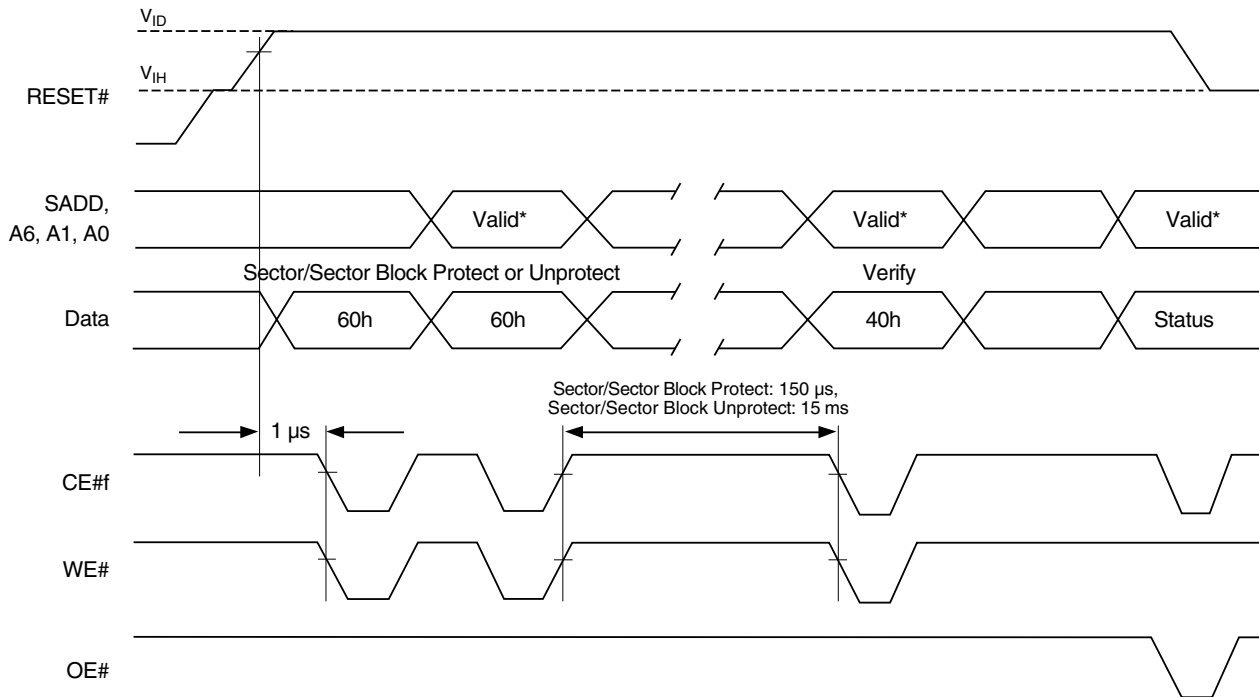 VID
VIH
RESET#
SADD,
A6, A1, A0
Valid*
Valid*
Valid*
Sector/Sector Block Protect or Unprotect
Verify
Data
60h
60h
40h
Status
Sector/Sector Block Protect: 150 µs,
Sector/Sector Block Unprotect: 15 ms
1 µs
CE#f
WE#
OE#